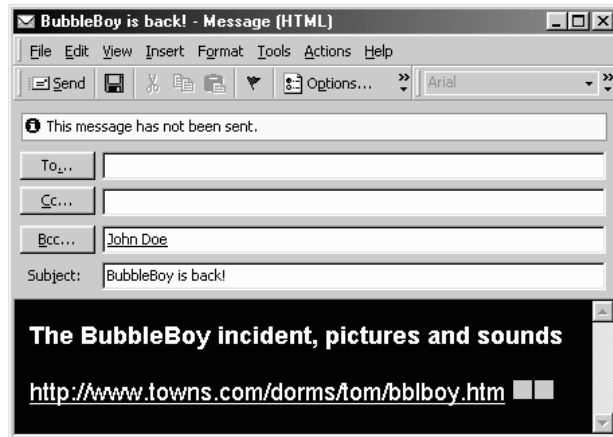 BubbleBoy is back! - Message (HTML)
File Edit View Insert Format Tools Actions Help
Send Options... Arial
This message has not been sent.
To...
Cc...
Bcc... John Doe
Subject: BubbleBoy is back!
The BubbleBoy incident, pictures and sounds
http://www.towns.com/dorms/tom/bblboy.htm